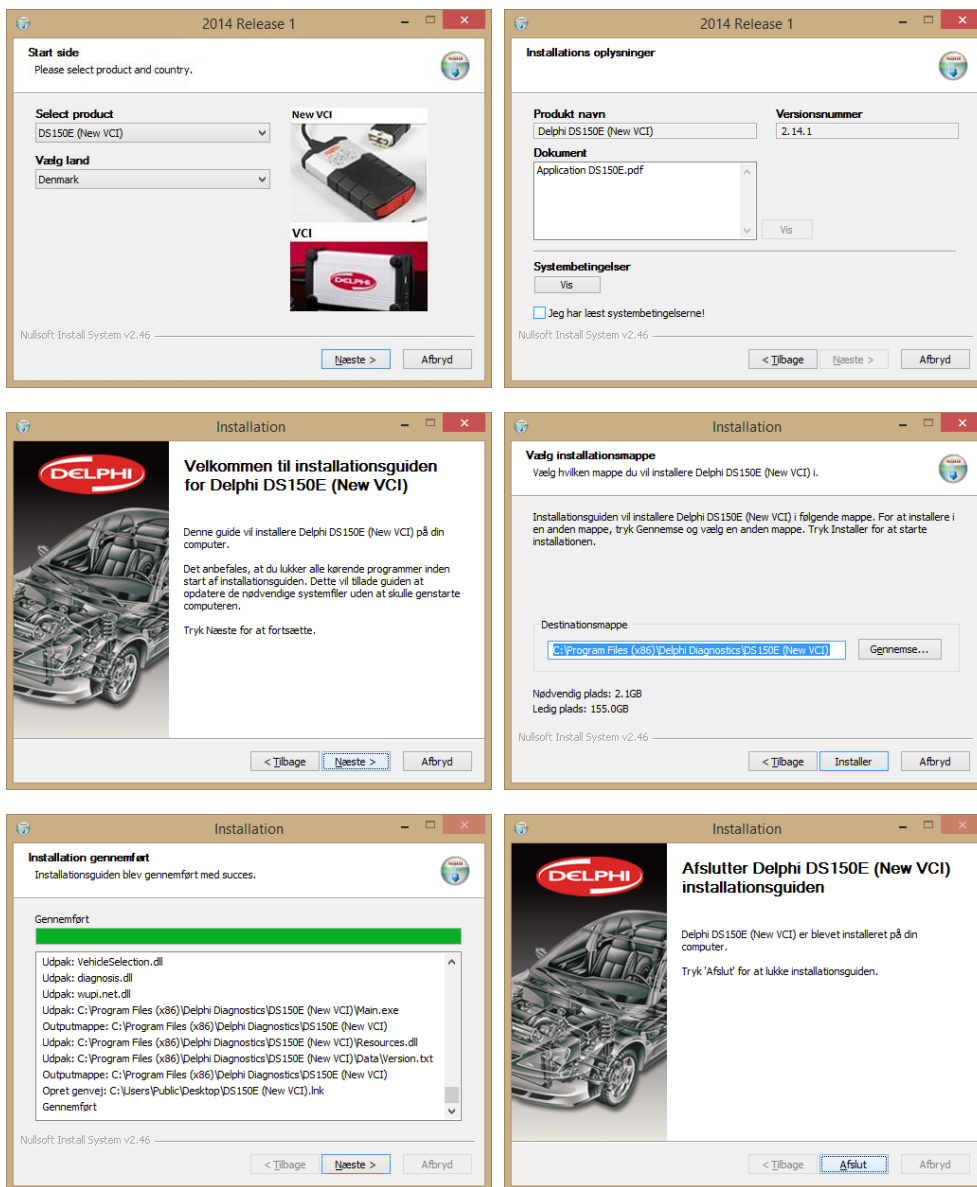 2014 Release 1
Start side
Please select product and country.
Select product
DS150E (New VCI)
Vælg land
Denmark
New VCI
VCI
DELPHI
Nullsoft Install System v2.46
Næste >
Afbryd
2014 Release 1
Installations oplysninger
Produkt navn
Versionsnummer
Delphi DS150E (New VCI)
2.14.1
Dokument
Application DS150E.pdf
Vis
Systembetingelser
Vis
Jeg har læst systembetingelserne!
Nullsoft Install System v2.46
< Tilbage
Næste >
Afbryd
Installation
DELPHI
Velkommen til installationsguiden
for Delphi DS150E (New VCI)
Denne guide vil installere Delphi DS150E (New VCI) på din
computer.
Det anbefales, at du lukker alle kørende programmer inden
start af installationsguiden. Dette vil tillade guiden at
opdatere de nødvendige systemfiler uden at skulle genstarte
computeren.
Tryk Næste for at fortsætte.
< Tilbage
Næste >
Afbryd
Installation
Vælg installationsmappe
Vælg hvilken mappe du vil installere Delphi DS150E (New VCI) i.
Installationsguiden vil installere Delphi DS150E (New VCI) i følgende mappe. For at installere i
en anden mappe, tryk Gennemse og vælg en anden mappe. Tryk Installer for at starte
installationen.
Destinationsmappe
C:\Program Files (x86)\Delphi Diagnostics\DS150E (New VCI)
Gennemse...
Nødvendig plads: 2.1GB
Ledig plads: 155.0GB
Nullsoft Install System v2.46
< Tilbage
Installer
Afbryd
Installation
Installation gennemført
Installationsguiden blev gennemført med succes.
Gennemført
Udpak: VehicleSelection.dll
Udpak: diagnosis.dll
Udpak: wupi.net.dll
Udpak: C:\Program Files (x86)\Delphi Diagnostics\DS150E (New VCI)\Main.exe
Outputmappe: C:\Program Files (x86)\Delphi Diagnostics\DS150E (New VCI)
Udpak: C:\Program Files (x86)\Delphi Diagnostics\DS150E (New VCI)\Resources.dll
Udpak: C:\Program Files (x86)\Delphi Diagnostics\DS150E (New VCI)\Data\Version.txt
Outputmappe: C:\Program Files (x86)\Delphi Diagnostics\DS150E (New VCI)
Opret genvej: C:\Users\Public\Desktop\DS150E (New VCI).lnk
Gennemført
Nullsoft Install System v2.46
< Tilbage
Næste >
Afbryd
Installation
DELPHI
Afslutter Delphi DS150E (New VCI)
installationsguiden
Delphi DS150E (New VCI) er blevet installeret på din
computer.
Tryk 'Afslut' for at lukke installationsguiden.
< Tilbage
Afslut
Afbryd